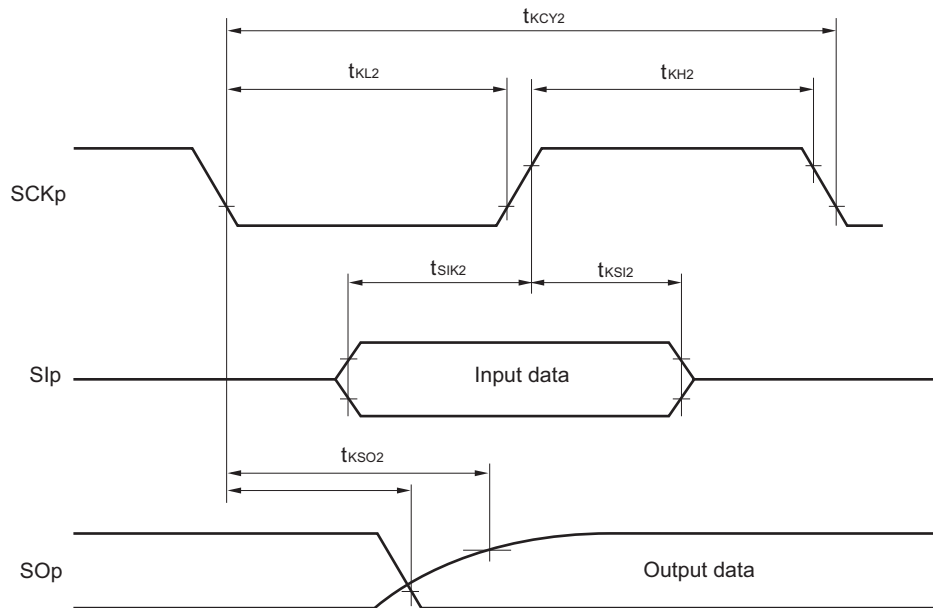 tKCY2
tKL2
tKH2
SCKp
tSIK2
tKSI2
SIp
Input data
tKSO2
SOp
Output data